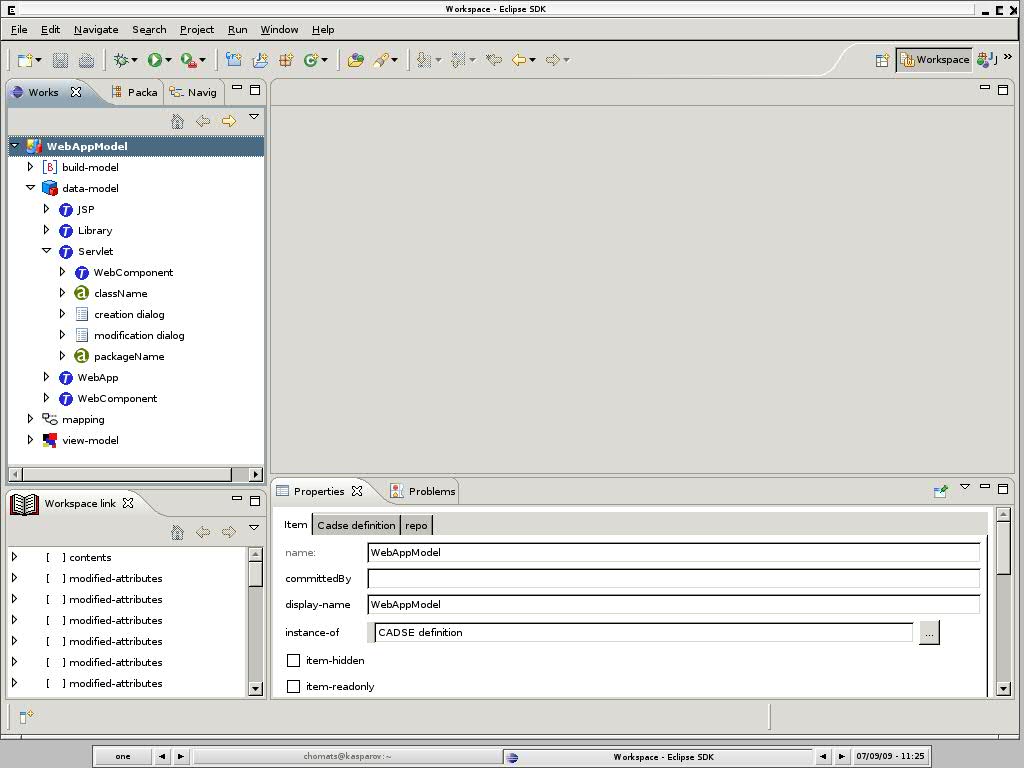 Workspace - Eclipse SDK
File Edit Navigate Search Project Run Window Help
Workspace
J
»
Works
Packa
Navig
WebAppModel
[B] build-model
data-model
T JSP
T Library
T Servlet
T WebComponent
a className
creation dialog
modification dialog
a packageName
T WebApp
T WebComponent
mapping
view-model
Workspace link
[ ] contents
[ ] modified-attributes
[ ] modified-attributes
[ ] modified-attributes
[ ] modified-attributes
[ ] modified-attributes
[ ] modified-attributes
Properties
Problems
Item Cadse definition repo
name: WebAppModel
committedBy
display-name WebAppModel
instance-of CADSE definition ...
item-hidden
item-readonly
one
chomats@kasparov:~
Workspace - Eclipse SDK
07/09/09 - 11:25